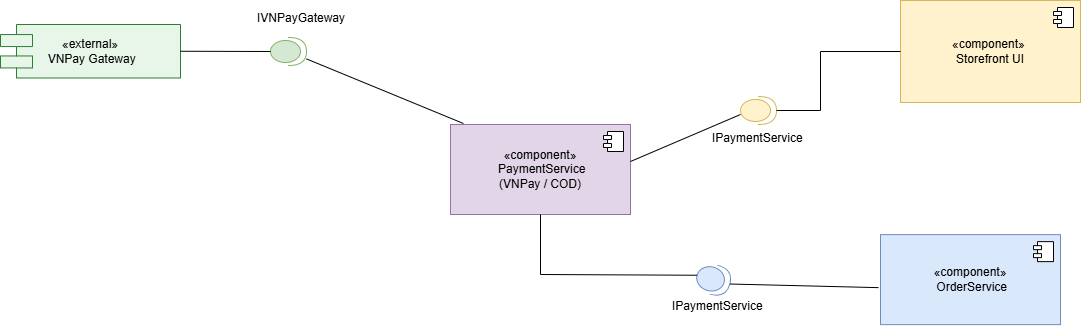 IVNPayGateway
«external»
VNPay Gateway
«component»
Storefront UI
IPaymentService
«component»
PaymentService
(VNPay / COD)
«component»
OrderService
IPaymentService